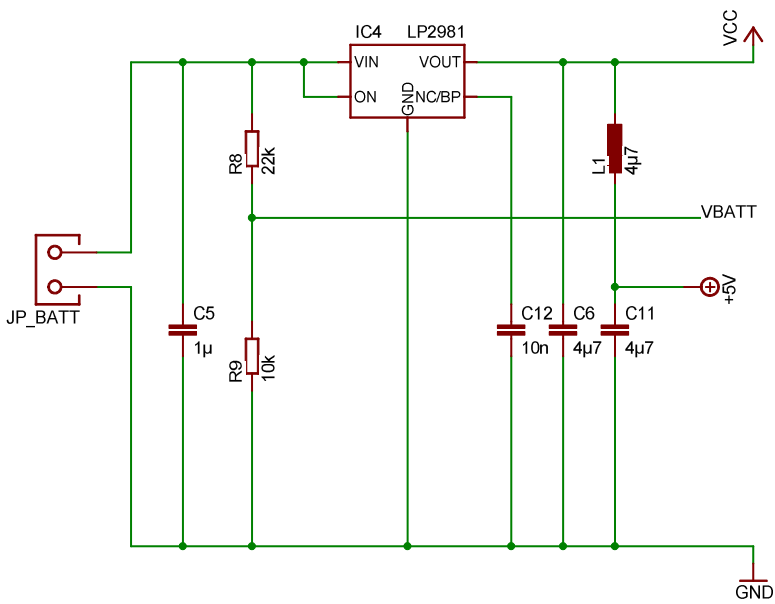 IC4 LP2981
VCC
VIN VOUT
ON GND NC/BP
R8 22k
L1 4µ7
VBATT
+5V
JP_BATT
C5
1µ
R9 10k
C12
10n
C6
4µ7
C11
4µ7
GND